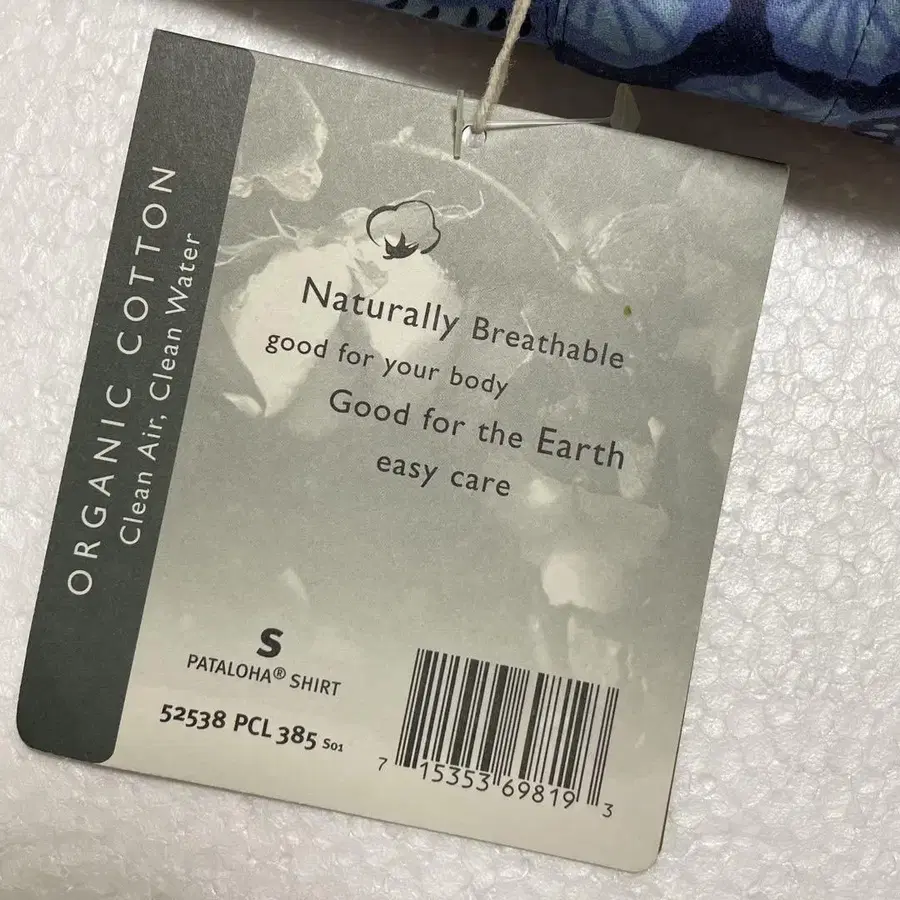 ORGANIC COTTON
Clean Air, Clean Water
Naturally Breathable
good for your body
Good for the Earth
easy care
S
PATALOHA® SHIRT
52538 PCL 385 S01
7 15353 69819 3